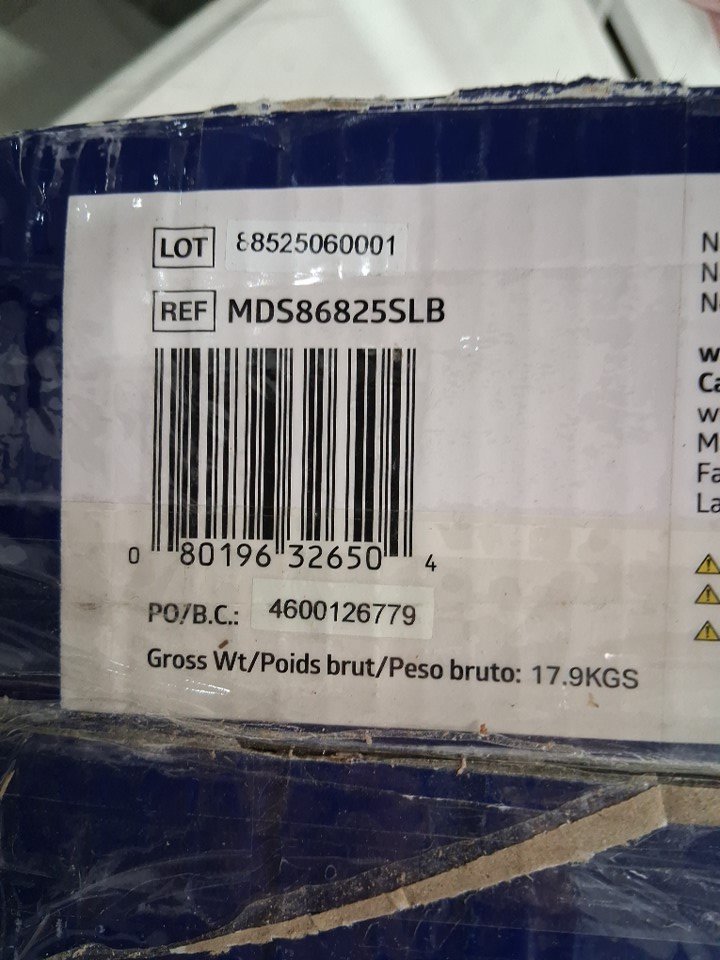 LOT 88525060001
REF MDS86825SLB
0 80196 32650 4
PO/B.C.: 4600126779
Gross Wt/Poids brut/Peso bruto: 17.9KGS